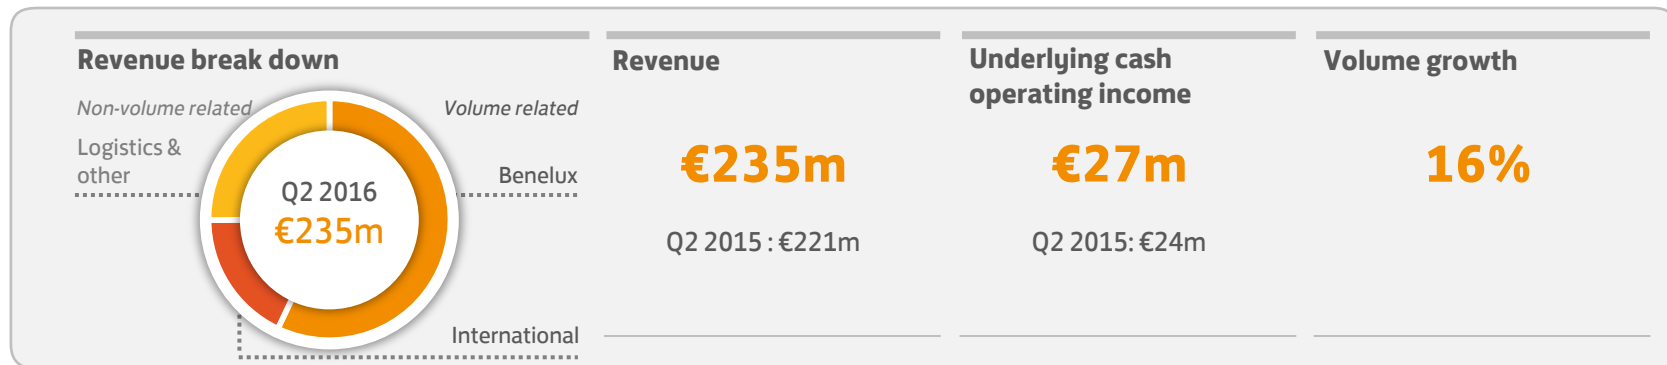 Revenue break down
Non-volume related
Volume related
Logistics &
other
Benelux
Q2 2016
€235m
International
Revenue
€235m
Q2 2015 : €221m
Underlying cash
operating income
€27m
Q2 2015: €24m
Volume growth
16%